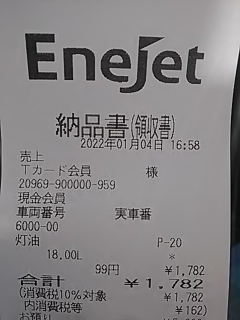 Enejet
納品書(領収書)
2022年01月04日 16:58
売上
Tカード会員 様
20969-900000-959
現金会員
車両番号 実車番
6000-00
灯油 P-20
18.00L *
99円 ¥1,782
合計 ¥1,782
(消費税10%対象 ¥1,782
内消費税等 ¥162)
お預り